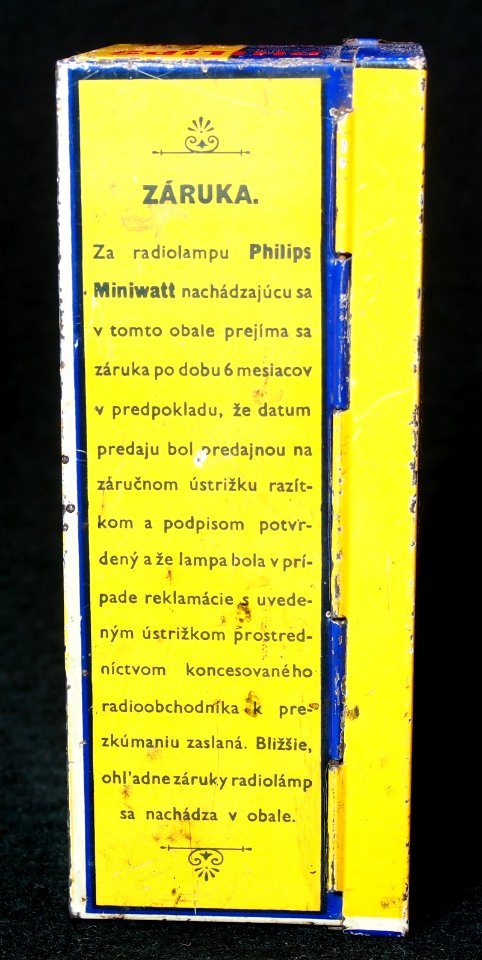 ZÁRUKA.
Za radiolampu Philips
Miniwatt nachádzajúcu sa
v tomto obale prejíma sa
záruka po dobu 6 mesiacov
v predpokladu, že datum
predaju bol predajnou na
záručnom ústrižku razít-
kom a podpisom potvr-
dený a že lampa bola v prí-
pade reklamácie s uvede-
ným ústrižkom prostred-
níctvom koncesovaného
radioobchodníka k pre-
zkúmaniu zaslaná. Bližšie,
ohľadne záruky radiolámp
sa nachádza v obale.